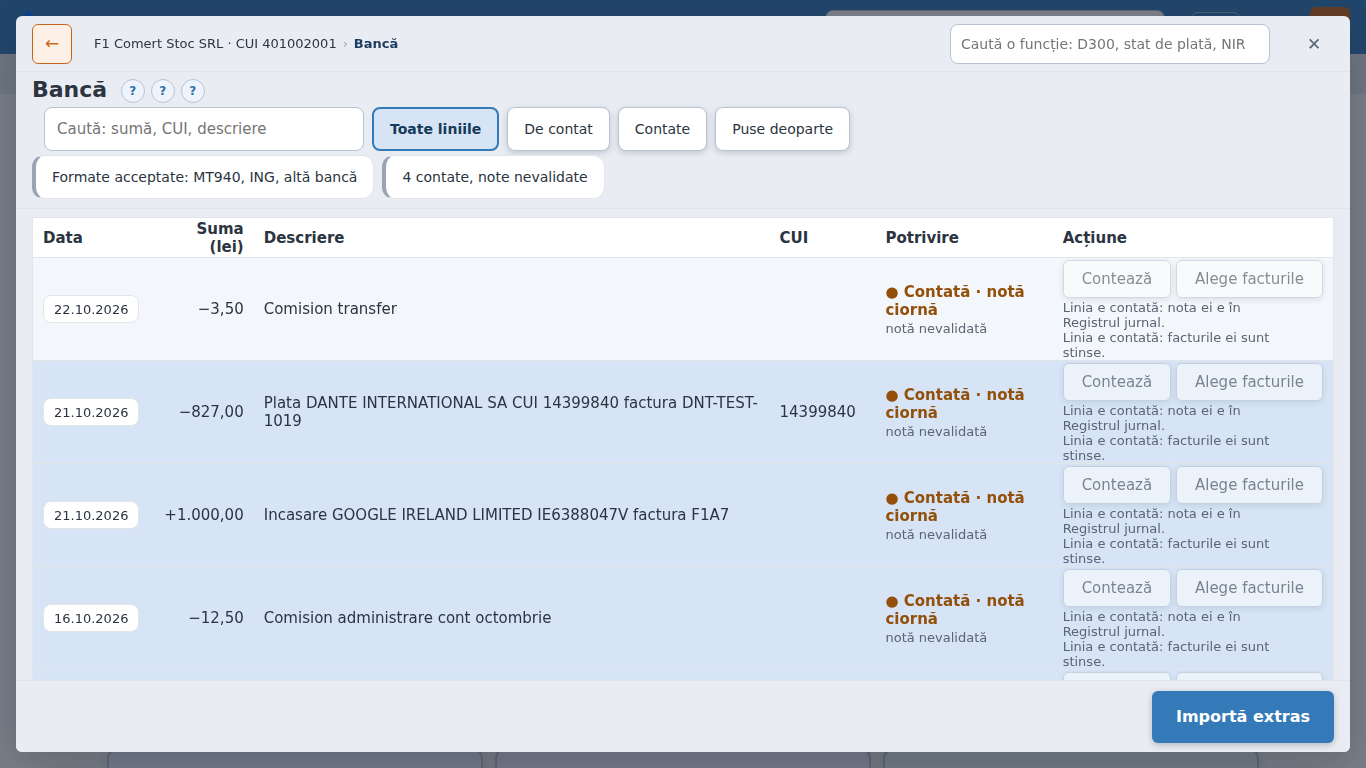 ←
F1 Comert Stoc SRL · CUI 401002001 › Bancă
Caută o funcție: D300, stat de plată, NIR
✕
Bancă
? ? ?
Caută: sumă, CUI, descriere
Toate liniile
De contat
Contate
Puse deoparte
Formate acceptate: MT940, ING, altă bancă
4 contate, note nevalidate
Data
Suma
(lei)
Descriere
CUI
Potrivire
Acțiune
22.10.2026
−3,50
Comision transfer
● Contată · notă
ciornă
notă nevalidată
Contează
Alege facturile
Linia e contată: nota ei e în
Registrul jurnal.
Linia e contată: facturile ei sunt
stinse.
21.10.2026
−827,00
Plata DANTE INTERNATIONAL SA CUI 14399840 factura DNT-TEST-
1019
14399840
● Contată · notă
ciornă
notă nevalidată
Contează
Alege facturile
Linia e contată: nota ei e în
Registrul jurnal.
Linia e contată: facturile ei sunt
stinse.
21.10.2026
+1.000,00
Incasare GOOGLE IRELAND LIMITED IE6388047V factura F1A7
● Contată · notă
ciornă
notă nevalidată
Contează
Alege facturile
Linia e contată: nota ei e în
Registrul jurnal.
Linia e contată: facturile ei sunt
stinse.
16.10.2026
−12,50
Comision administrare cont octombrie
● Contată · notă
ciornă
notă nevalidată
Contează
Alege facturile
Linia e contată: nota ei e în
Registrul jurnal.
Linia e contată: facturile ei sunt
stinse.
Importă extras